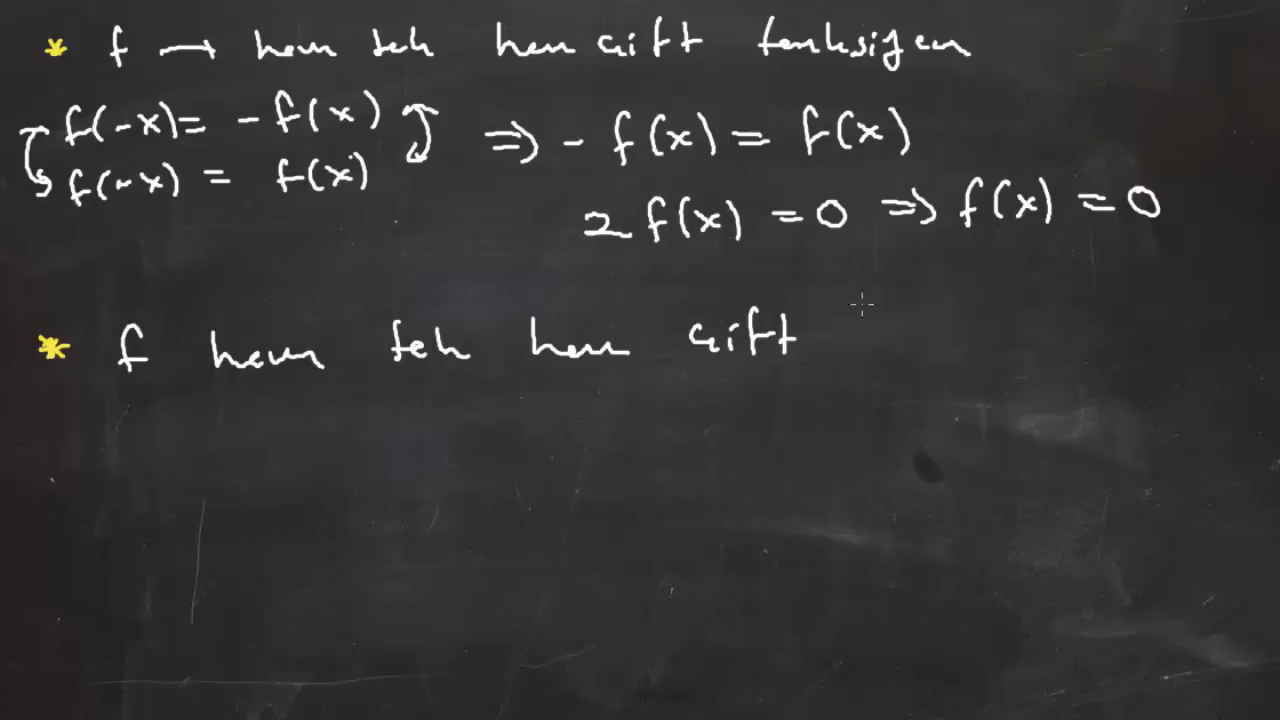 * f → hem tek hem çift fonksiyon
f(-x) = -f(x) ⇒ -f(x) = f(x)
f(-x) = f(x)
2f(x) = 0 ⇒ f(x) = 0
* f hem tek hem çift